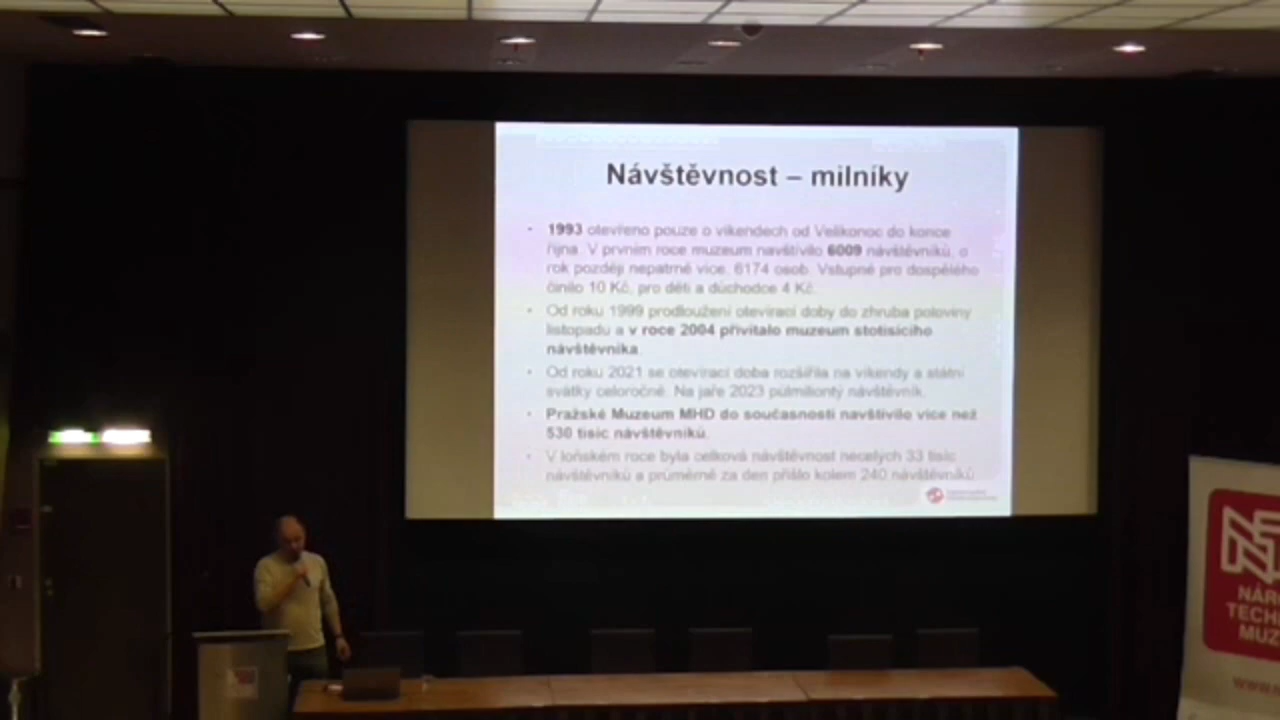 Návštěvnost – milníky
• 1993 otevřeno pouze o víkendech od Velikonoc do konce
října. V prvním roce muzeum navštívilo 6009 návštěvníků, o
rok později nepatrně více, 6174 osob. Vstupné pro dospělého
činilo 10 Kč, pro děti a důchodce 4 Kč.
• Od roku 1999 prodloužení otevírací doby do zhruba poloviny
listopadu a v roce 2004 přivítalo muzeum stotisícího
návštěvníka.
• Od roku 2021 se otevírací doba rozšířila na víkendy a státní
svátky celoročně. Na jaře 2023 půlmiliontý návštěvník.
• Pražské Muzeum MHD do současnosti navštívilo více než
530 tisíc návštěvníků.
• V loňském roce byla celková návštěvnost necelých 33 tisíc
návštěvníků a průměrně za den přišlo kolem 240 návštěvníků.
NÁRO
TECH
MUZ
www.